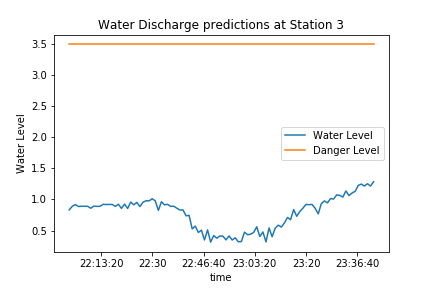 Water Discharge predictions at Station 3
3.5
3.0
2.5
2.0
1.5
1.0
0.5
Water Level
Water Level
Danger Level
22:13:20 22:30 22:46:40 23:03:20 23:20 23:36:40
time